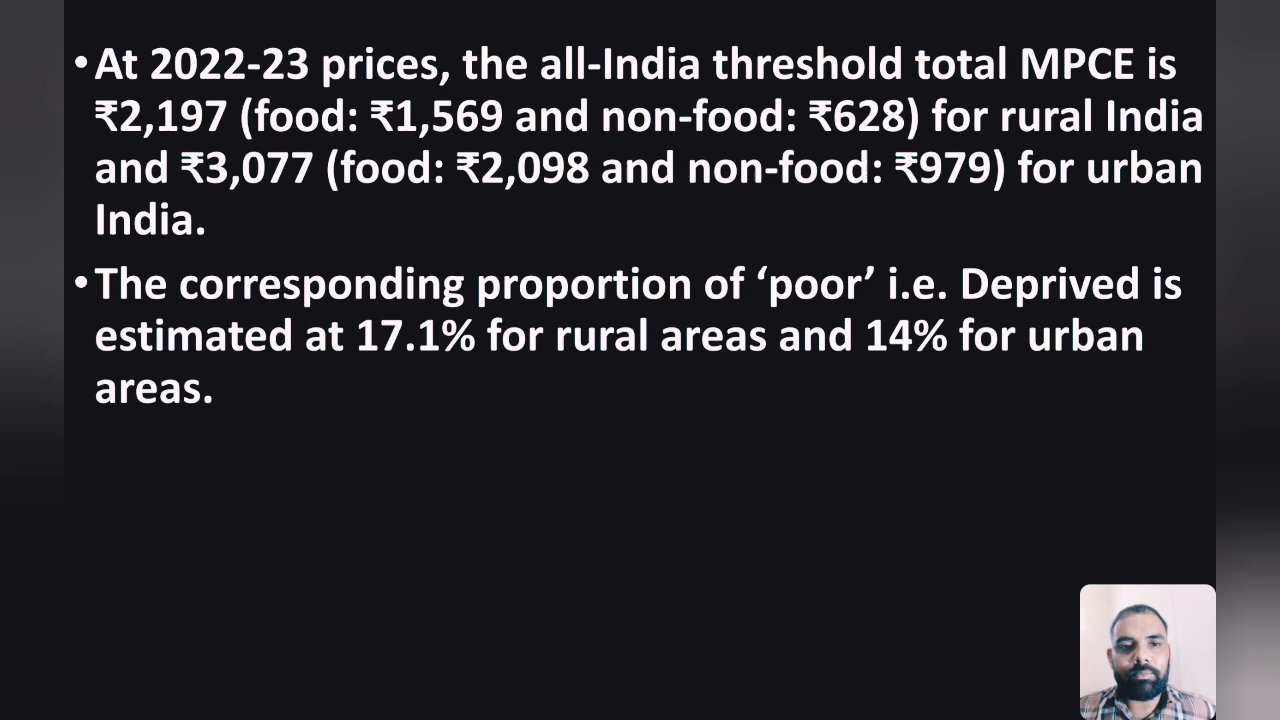 •At 2022-23 prices, the all-India threshold total MPCE is
₹2,197 (food: ₹1,569 and non-food: ₹628) for rural India
and ₹3,077 (food: ₹2,098 and non-food: ₹979) for urban
India.
•The corresponding proportion of ‘poor’ i.e. Deprived is
estimated at 17.1% for rural areas and 14% for urban
areas.